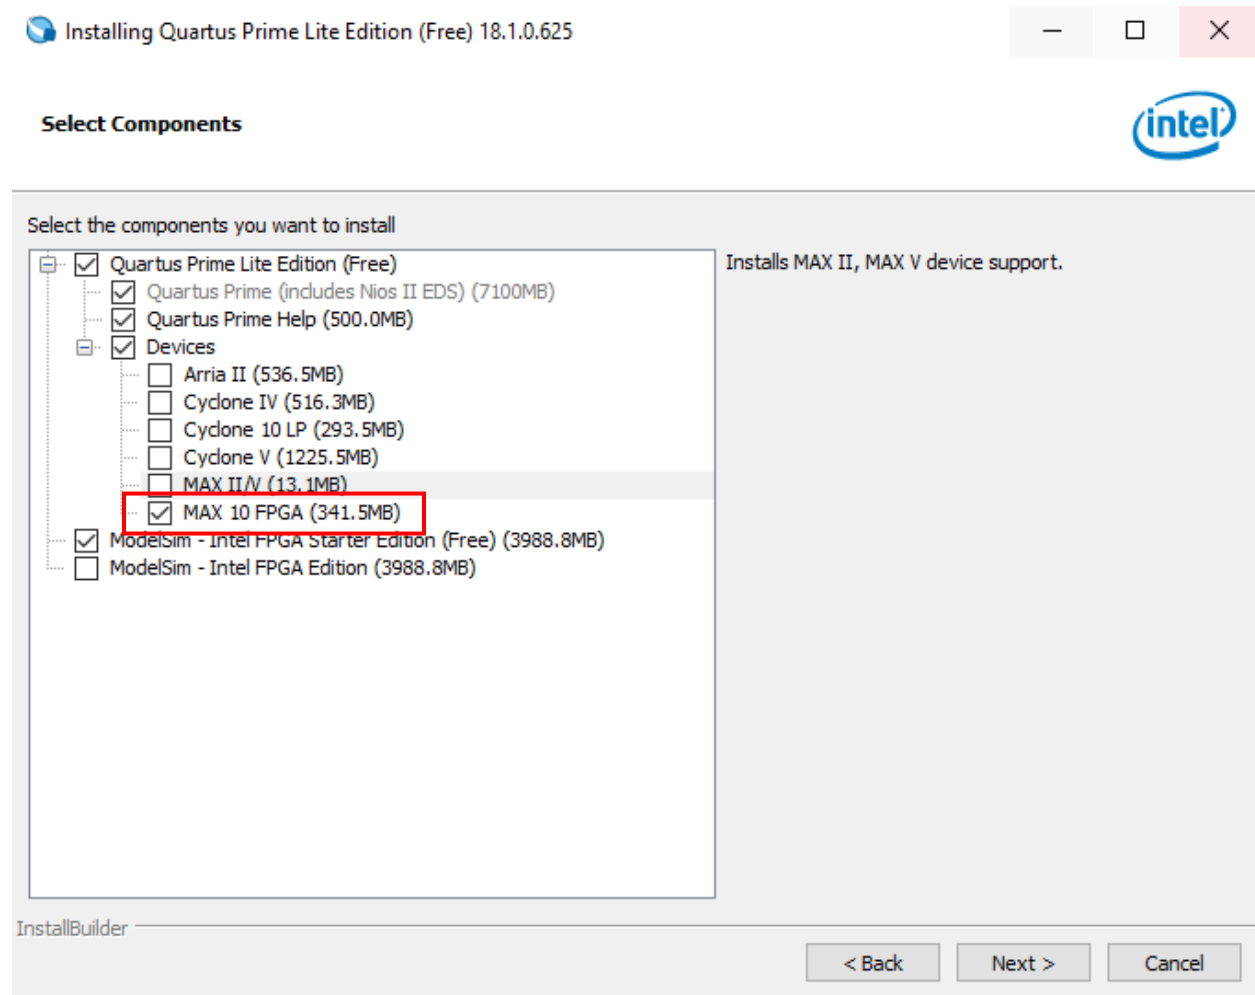 Installing Quartus Prime Lite Edition (Free) 18.1.0.625
Select Components
intel
Select the components you want to install
Quartus Prime Lite Edition (Free)
Quartus Prime (includes Nios II EDS) (7100MB)
Quartus Prime Help (500.0MB)
Devices
Arria II (536.5MB)
Cyclone IV (516.3MB)
Cyclone 10 LP (293.5MB)
Cyclone V (1225.5MB)
MAX II/V (13.1MB)
MAX 10 FPGA (341.5MB)
ModelSim - Intel FPGA Starter Edition (Free) (3988.8MB)
ModelSim - Intel FPGA Edition (3988.8MB)
Installs MAX II, MAX V device support.
InstallBuilder
< Back Next > Cancel